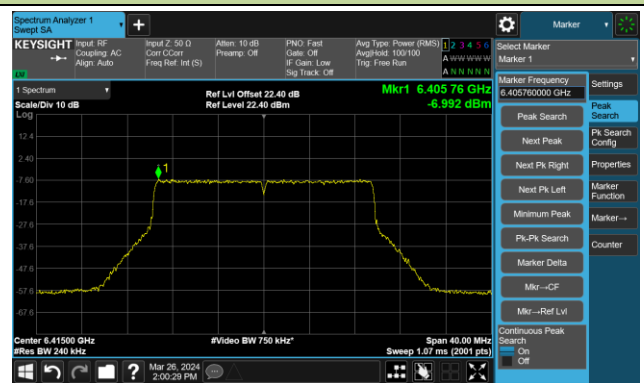 Spectrum Analyzer 1
Swept SA
Marker
KEYSIGHT
Input: RF
Coupling: AC
Align: Auto
Input Z: 50 Ω
Corr CCorr
Freq Ref: Int (S)
Atten: 10 dB
Preamp: Off
PNO: Fast
Gate: Off
IF Gain: Low
Sig Track: Off
Avg Type: Power (RMS)
Avg|Hold: 100/100
Trig: Free Run
1 2 3 4 5 6
A W W W W W
A N N N N N
LW
Select Marker
Marker 1
1 Spectrum
Scale/Div 10 dB
Log
Ref Lvl Offset 22.40 dB
Ref Level 22.40 dBm
Mkr1 6.405 76 GHz
-6.992 dBm
12.4
2.40
-7.60
-17.6
-27.6
-37.6
-47.6
-57.6
-67.6
1
Center 6.41500 GHz
#Res BW 240 kHz
#Video BW 750 kHz*
Span 40.00 MHz
Sweep 1.07 ms (2001 pts)
Marker Frequency
6.405760000 GHz
Peak Search
Next Peak
Next Pk Right
Next Pk Left
Minimum Peak
Pk-Pk Search
Marker Delta
Mkr→CF
Mkr→Ref Lvl
Continuous Peak
Search
On
Off
Settings
Peak
Search
Pk Search
Config
Properties
Marker
Function
Marker→
Counter
Mar 26, 2024
2:00:29 PM